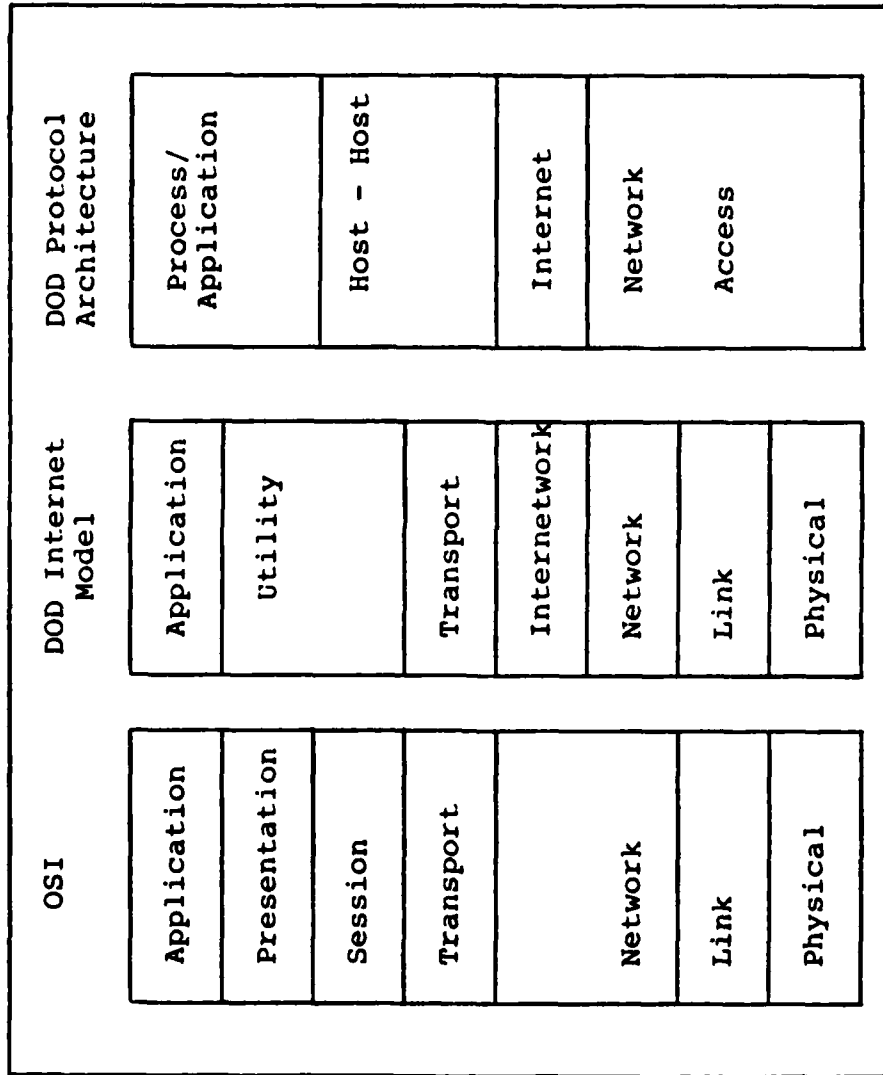 OSI
Application
Presentation
Session
Transport
Network
Link
Physical
DOD Internet
Model
Application
Utility
Transport
Internetwork
Network
Link
Physical
DOD Protocol
Architecture
Process/
Application
Host - Host
Internet
Network
Access